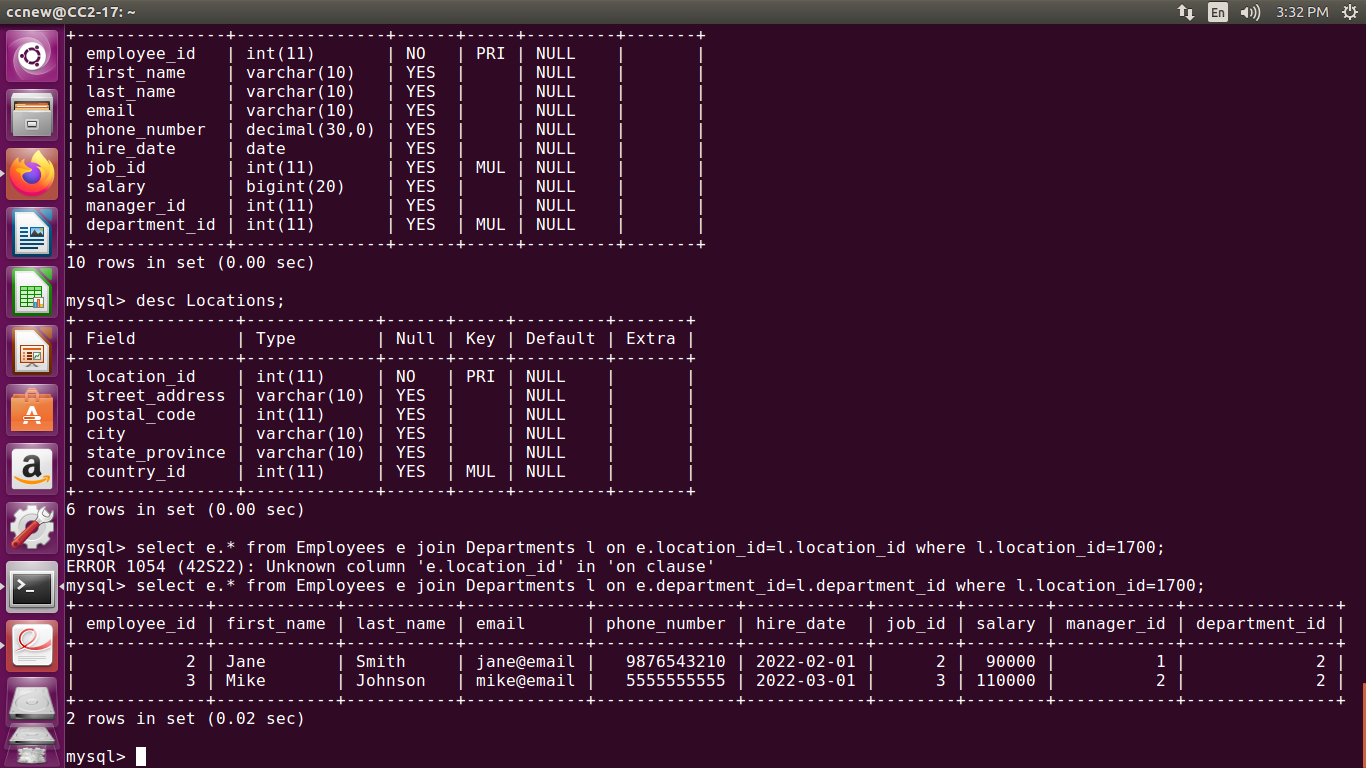 ccnew@CC2-17: ~ En 3:32 PM
+---------------+---------------+------+-----+---------+-------+
| employee_id   | int(11)       | NO   | PRI | NULL    |       |
| first_name    | varchar(10)   | YES  |     | NULL    |       |
| last_name     | varchar(10)   | YES  |     | NULL    |       |
| email         | varchar(10)   | YES  |     | NULL    |       |
| phone_number  | decimal(30,0) | YES  |     | NULL    |       |
| hire_date     | date          | YES  |     | NULL    |       |
| job_id        | int(11)       | YES  | MUL | NULL    |       |
| salary        | bigint(20)    | YES  |     | NULL    |       |
| manager_id    | int(11)       | YES  |     | NULL    |       |
| department_id | int(11)       | YES  | MUL | NULL    |       |
+---------------+---------------+------+-----+---------+-------+
10 rows in set (0.00 sec)

mysql> desc Locations;
+----------------+-------------+------+-----+---------+-------+
| Field          | Type        | Null | Key | Default | Extra |
+----------------+-------------+------+-----+---------+-------+
| location_id    | int(11)     | NO   | PRI | NULL    |       |
| street_address | varchar(10) | YES  |     | NULL    |       |
| postal_code    | int(11)     | YES  |     | NULL    |       |
| city           | varchar(10) | YES  |     | NULL    |       |
| state_province | varchar(10) | YES  |     | NULL    |       |
| country_id     | int(11)     | YES  | MUL | NULL    |       |
+----------------+-------------+------+-----+---------+-------+
6 rows in set (0.00 sec)

mysql> select e.* from Employees e join Departments l on e.location_id=l.location_id where l.location_id=1700;
ERROR 1054 (42S22): Unknown column 'e.location_id' in 'on clause'
mysql> select e.* from Employees e join Departments l on e.department_id=l.department_id where l.location_id=1700;
+-------------+------------+-----------+------------+--------------+------------+--------+--------+------------+---------------+
| employee_id | first_name | last_name | email      | phone_number | hire_date  | job_id | salary | manager_id | department_id |
+-------------+------------+-----------+------------+--------------+------------+--------+--------+------------+---------------+
|           2 | Jane       | Smith     | jane@email |   9876543210 | 2022-02-01 |      2 |  90000 |          1 |             2 |
|           3 | Mike       | Johnson   | mike@email |   5555555555 | 2022-03-01 |      3 | 110000 |          2 |             2 |
+-------------+------------+-----------+------------+--------------+------------+--------+--------+------------+---------------+
2 rows in set (0.02 sec)

mysql>